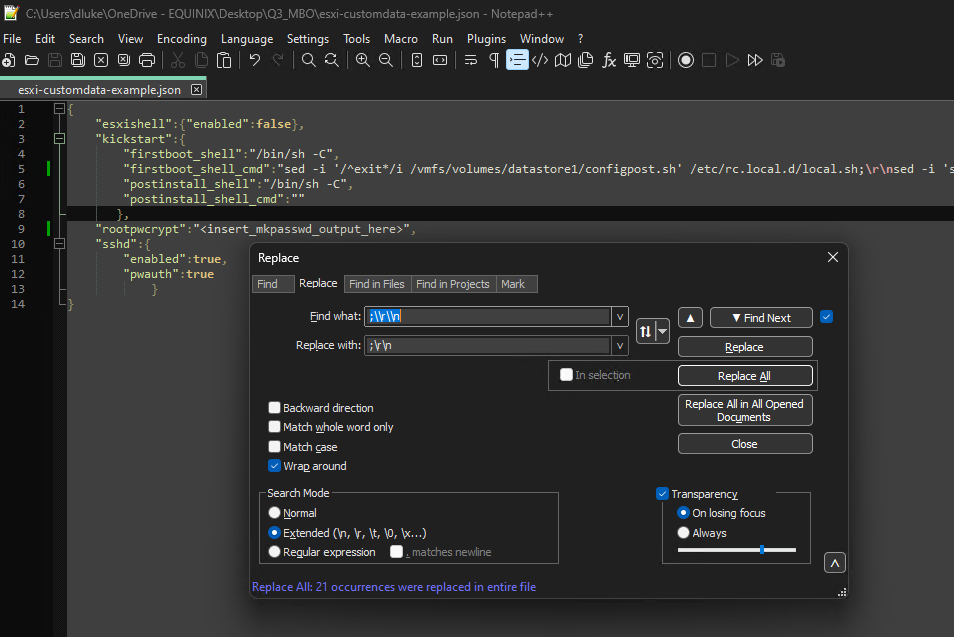 C:\Users\dluke\OneDrive - EQUINIX\Desktop\Q3_MBO\esxi-customdata-example.json - Notepad++
File Edit Search View Encoding Language Settings Tools Macro Run Plugins Window ?
esxi-customdata-example.json
1 {
2 "esxishell":{"enabled":false},
3 "kickstart":{
4 "firstboot_shell":"/bin/sh -C",
5 "firstboot_shell_cmd":"sed -i '/^exit*/i /vmfs/volumes/datastore1/configpost.sh' /etc/rc.local.d/local.sh;\r\nsed -i 's
6 "postinstall_shell":"/bin/sh -C",
7 "postinstall_shell_cmd":""
8 },
9 "rootpwcrypt":"<insert_mkpasswd_output_here>",
10 "sshd":{
11 "enabled":true,
12 "pwauth":true
13 }
14 }
Replace
Find Replace Find in Files Find in Projects Mark
Find what: ;\\r\\n
▲ ▼ Find Next
Replace with: ;\r\n
Replace
In selection
Replace All
Replace All in All Opened Documents
Close
Backward direction
Match whole word only
Match case
Wrap around
Search Mode
Normal
Extended (\n, \r, \t, \0, \x...)
Regular expression . matches newline
Transparency
On losing focus
Always
Replace All: 21 occurrences were replaced in entire file